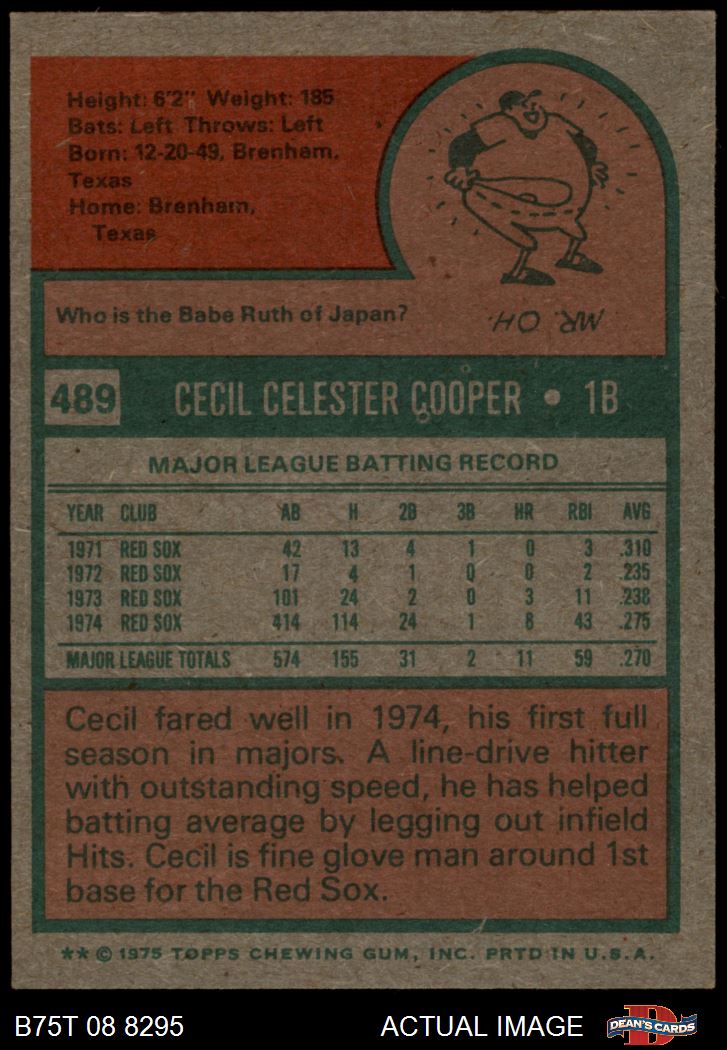 Height: 6'2" Weight: 185
Bats: Left Throws: Left
Born: 12-20-49, Brenham,
Texas
Home: Brenham,
Texas
Who is the Babe Ruth of Japan?
MR. OH.
489 CECIL CELESTER COOPER • 1B
MAJOR LEAGUE BATTING RECORD
YEAR CLUB AB H 2B 3B HR RBI AVG
1971 RED SOX 42 13 4 1 0 3 .310
1972 RED SOX 17 4 1 0 0 2 .235
1973 RED SOX 101 24 2 0 3 11 .238
1974 RED SOX 414 114 24 1 8 43 .275
MAJOR LEAGUE TOTALS 574 155 31 2 11 59 .270
Cecil fared well in 1974, his first full
season in majors. A line-drive hitter
with outstanding speed, he has helped
batting average by legging out infield
Hits. Cecil is fine glove man around 1st
base for the Red Sox.
** © 1975 TOPPS CHEWING GUM, INC. PRTD IN U.S.A.
B75T 08 8295 ACTUAL IMAGE
DEAN'S CARDS